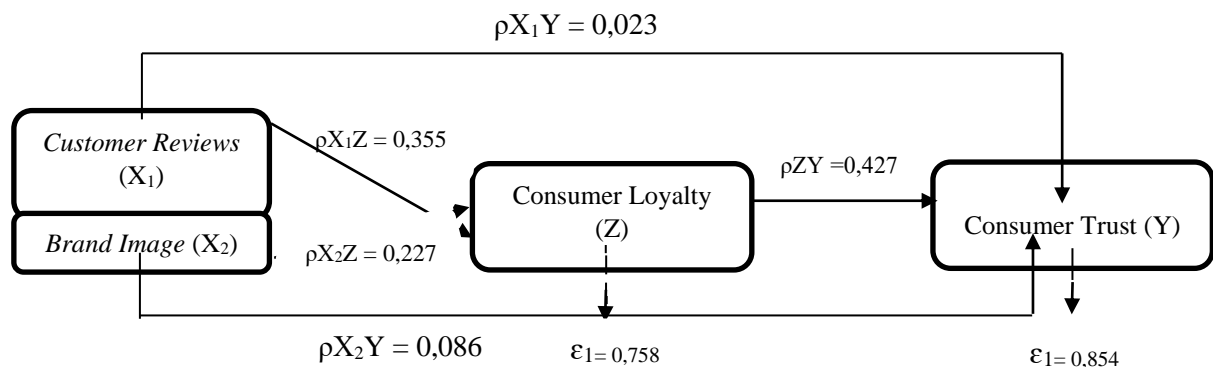 ρX₁Y = 0,023
Customer Reviews
(X₁)
ρX₁Z = 0,355
ρZY =0,427
Consumer Loyalty
(Z)
Consumer Trust (Y)
Brand Image (X₂)
ρX₂Z = 0,227
ρX₂Y = 0,086
ε₁= 0,758
ε₁=0,854